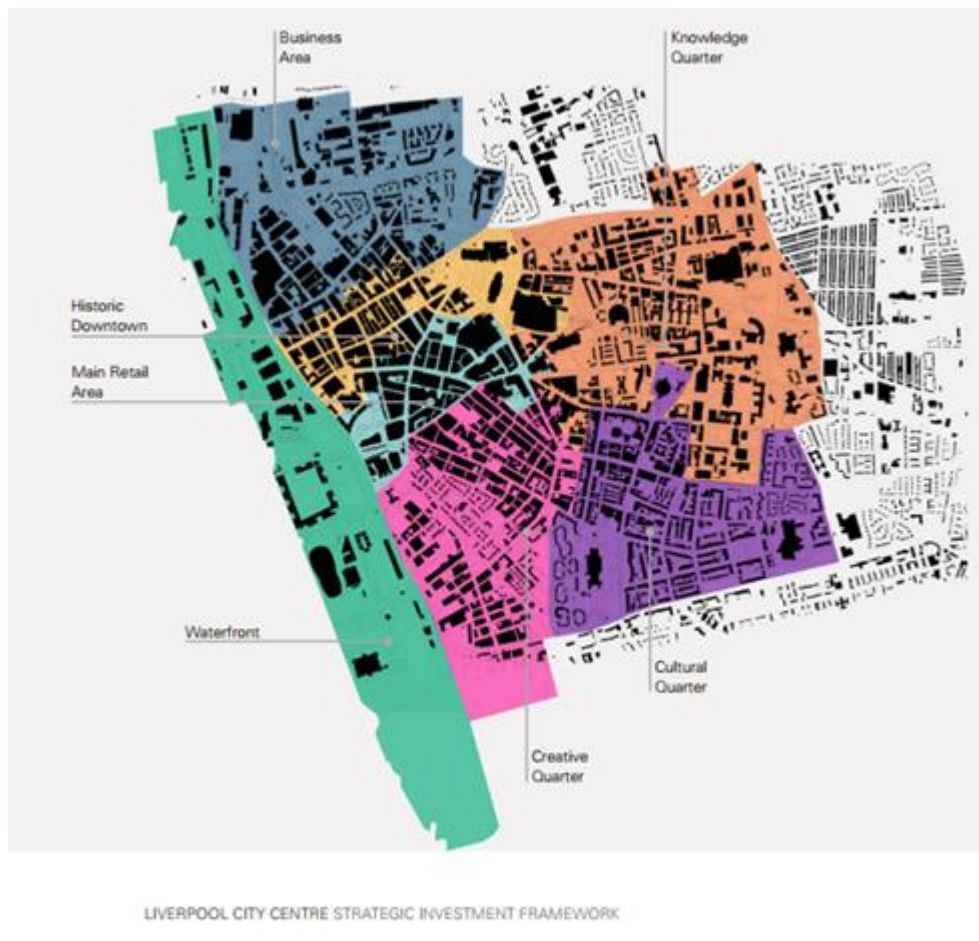 Business
Area
Knowledge
Quarter
Historic
Downtown
Main Retail
Area
Waterfront
Cultural
Quarter
Creative
Quarter
LIVERPOOL CITY CENTRE STRATEGIC INVESTMENT FRAMEWORK